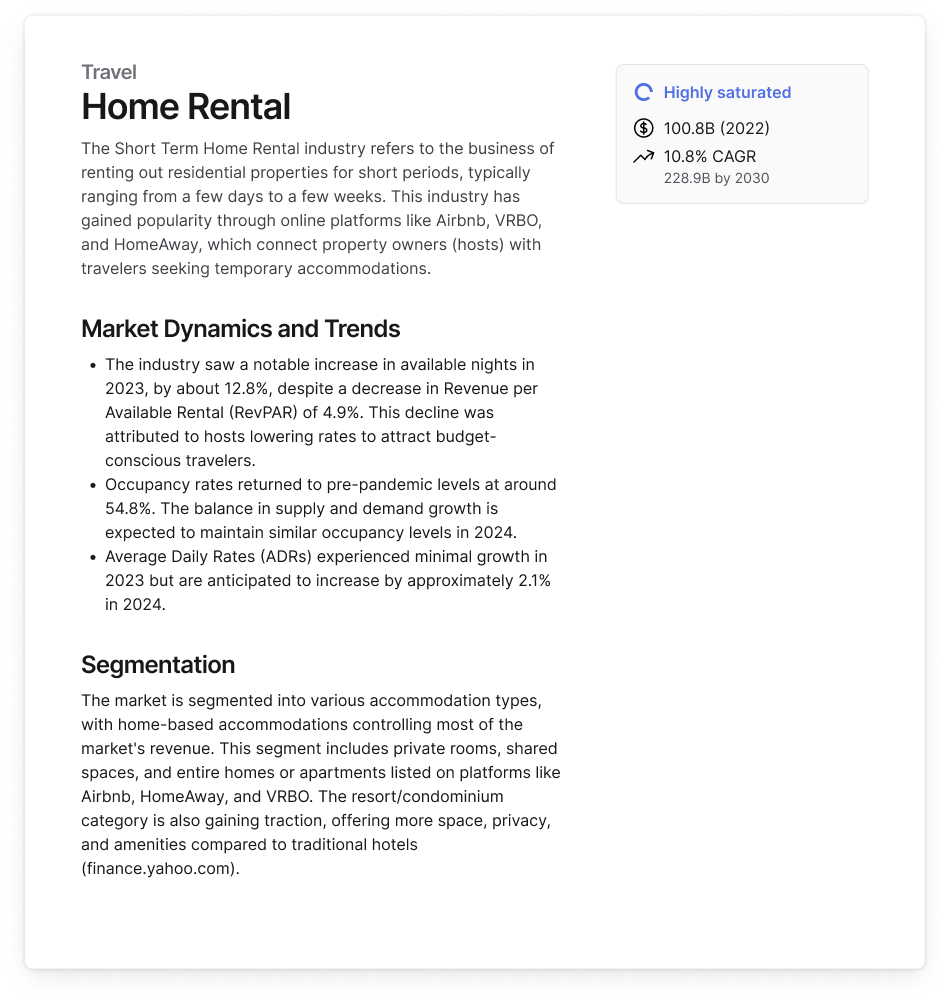 Travel
Home Rental
The Short Term Home Rental industry refers to the business of
renting out residential properties for short periods, typically
ranging from a few days to a few weeks. This industry has
gained popularity through online platforms like Airbnb, VRBO,
and HomeAway, which connect property owners (hosts) with
travelers seeking temporary accommodations.
Highly saturated
100.8B (2022)
10.8% CAGR
228.9B by 2030
Market Dynamics and Trends
• The industry saw a notable increase in available nights in
2023, by about 12.8%, despite a decrease in Revenue per
Available Rental (RevPAR) of 4.9%. This decline was
attributed to hosts lowering rates to attract budget-
conscious travelers.
• Occupancy rates returned to pre-pandemic levels at around
54.8%. The balance in supply and demand growth is
expected to maintain similar occupancy levels in 2024.
• Average Daily Rates (ADRs) experienced minimal growth in
2023 but are anticipated to increase by approximately 2.1%
in 2024.
Segmentation
The market is segmented into various accommodation types,
with home-based accommodations controlling most of the
market's revenue. This segment includes private rooms, shared
spaces, and entire homes or apartments listed on platforms like
Airbnb, HomeAway, and VRBO. The resort/condominium
category is also gaining traction, offering more space, privacy,
and amenities compared to traditional hotels
(finance.yahoo.com).